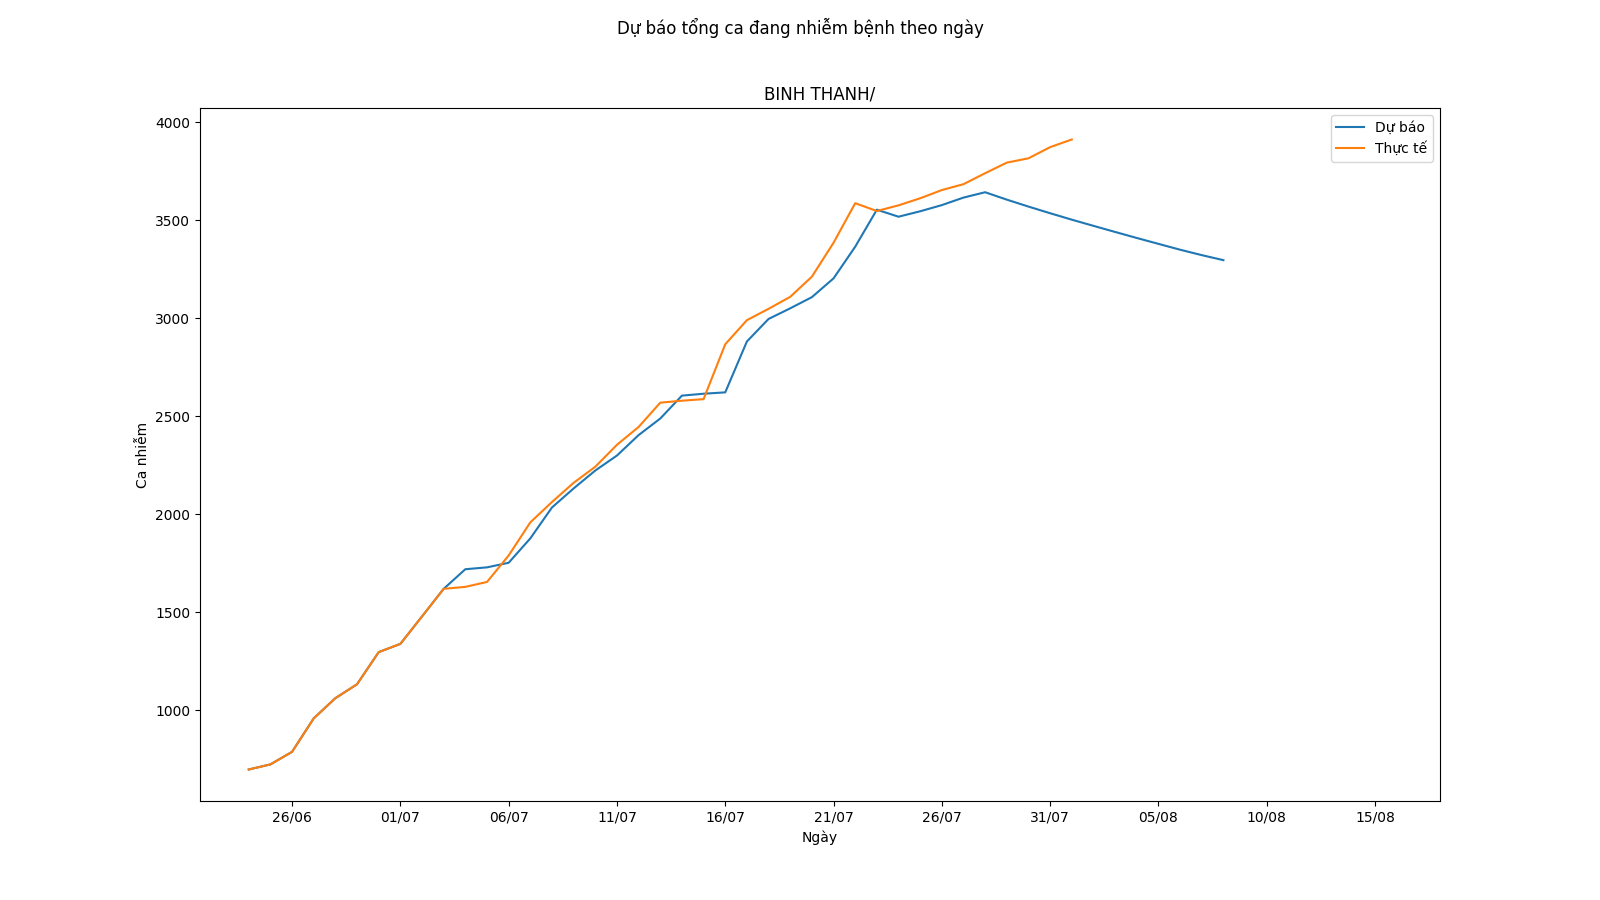 Dự báo tổng ca đang nhiễm bệnh theo ngày
BINH THANH/
Dự báo
Thực tế
4000
3500
3000
2500
2000
1500
1000
Ca nhiễm
26/06 01/07 06/07 11/07 16/07 21/07 26/07 31/07 05/08 10/08 15/08
Ngày